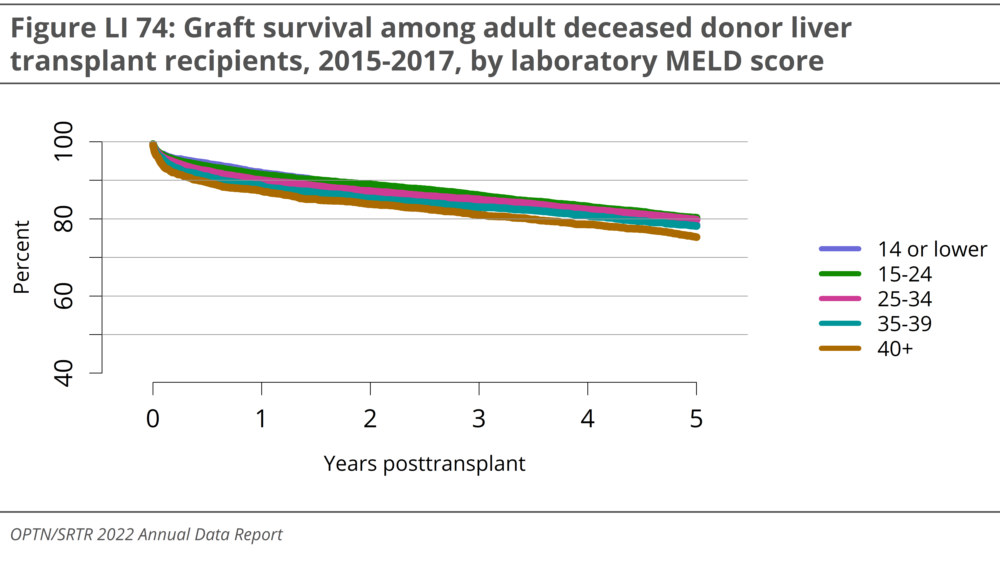 Figure LI 74: Graft survival among adult deceased donor liver
transplant recipients, 2015-2017, by laboratory MELD score
100
80
60
40
Percent
0 1 2 3 4 5
Years posttransplant
14 or lower
15-24
25-34
35-39
40+
OPTN/SRTR 2022 Annual Data Report